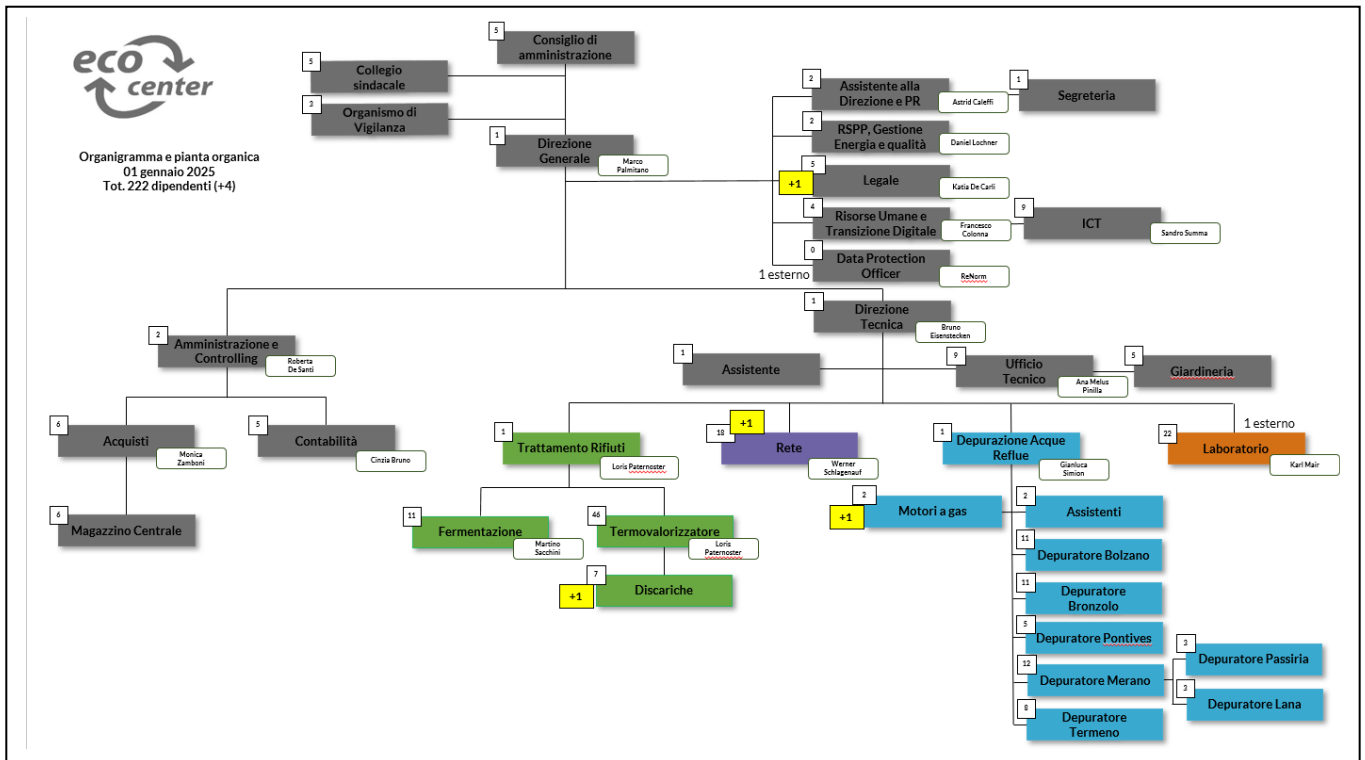 eco
center
Organigramma e pianta organica
01 gennaio 2025
Tot. 222 dipendenti (+4)
5
Consiglio di
amministrazione
5
Collegio
sindacale
3
Organismo di
Vigilanza
1
Direzione
Generale
Marco
Palmitano
2
Assistente alla
Direzione e PR
Astrid Caleffi
1
Segreteria
2
RSPP, Gestione
Energia e qualità
Daniel Lochner
5
+1
Legale
Katia De Carli
4
Risorse Umane e
Transizione Digitale
Francesco
Colonna
9
ICT
Sandro Summa
0
Data Protection
Officer
1 esterno
ReNorm
1
Direzione
Tecnica
Bruno
Eisenstecken
2
Amministrazione e
Controlling
Roberta
De Santi
1
Assistente
9
Ufficio
Tecnico
Ana Melus
Pinilla
5
Giardineria
6
Acquisti
Monica
Zamboni
5
Contabilità
Cinzia Bruno
6
Magazzino Centrale
1
Trattamento Rifiuti
Loris Paternoster
18
+1
Rete
Werner
Schlagenauf
1
Depurazione Acque
Reflue
Gianluca
Simion
1 esterno
22
Laboratorio
Karl Mair
11
Fermentazione
Martino
Sacchini
46
Termovalorizzatore
Loris
Paternoster
7
+1
Discariche
2
+1
Motori a gas
2
Assistenti
11
Depuratore Bolzano
11
Depuratore
Bronzolo
5
Depuratore Pontives
12
Depuratore Merano
3
Depuratore Passiria
3
Depuratore Lana
8
Depuratore
Termeno